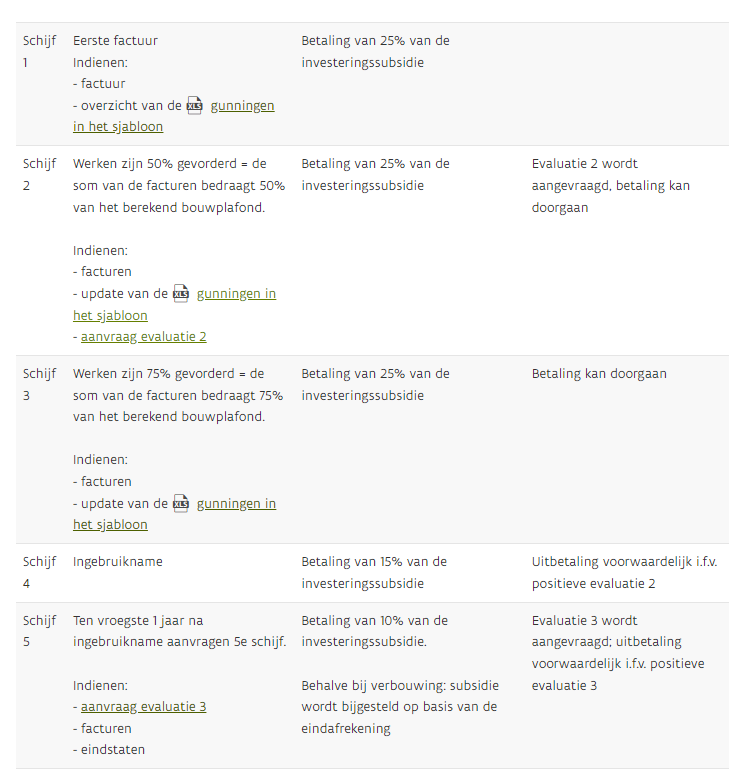 Schijf 1
Eerste factuur
Indienen:
- factuur
- overzicht van de XLS gunningen
in het sjabloon
Betaling van 25% van de
investeringssubsidie
Schijf 2
Werken zijn 50% gevorderd = de
som van de facturen bedraagt 50%
van het berekend bouwplafond.
Indienen:
- facturen
- update van de XLS gunningen in
het sjabloon
- aanvraag evaluatie 2
Betaling van 25% van de
investeringssubsidie
Evaluatie 2 wordt
aangevraagd, betaling kan
doorgaan
Schijf 3
Werken zijn 75% gevorderd = de
som van de facturen bedraagt 75%
van het berekend bouwplafond.
Indienen:
- facturen
- update van de XLS gunningen in
het sjabloon
Betaling van 25% van de
investeringssubsidie
Betaling kan doorgaan
Schijf 4
Ingebruikname
Betaling van 15% van de
investeringssubsidie
Uitbetaling voorwaardelijk i.f.v.
positieve evaluatie 2
Schijf 5
Ten vroegste 1 jaar na
ingebruikname aanvragen 5e schijf.
Indienen:
- aanvraag evaluatie 3
- facturen
- eindstaten
Betaling van 10% van de
investeringssubsidie.
Behalve bij verbouwing: subsidie
wordt bijgesteld op basis van de
eindafrekening
Evaluatie 3 wordt
aangevraagd; uitbetaling
voorwaardelijk i.f.v. positieve
evaluatie 3